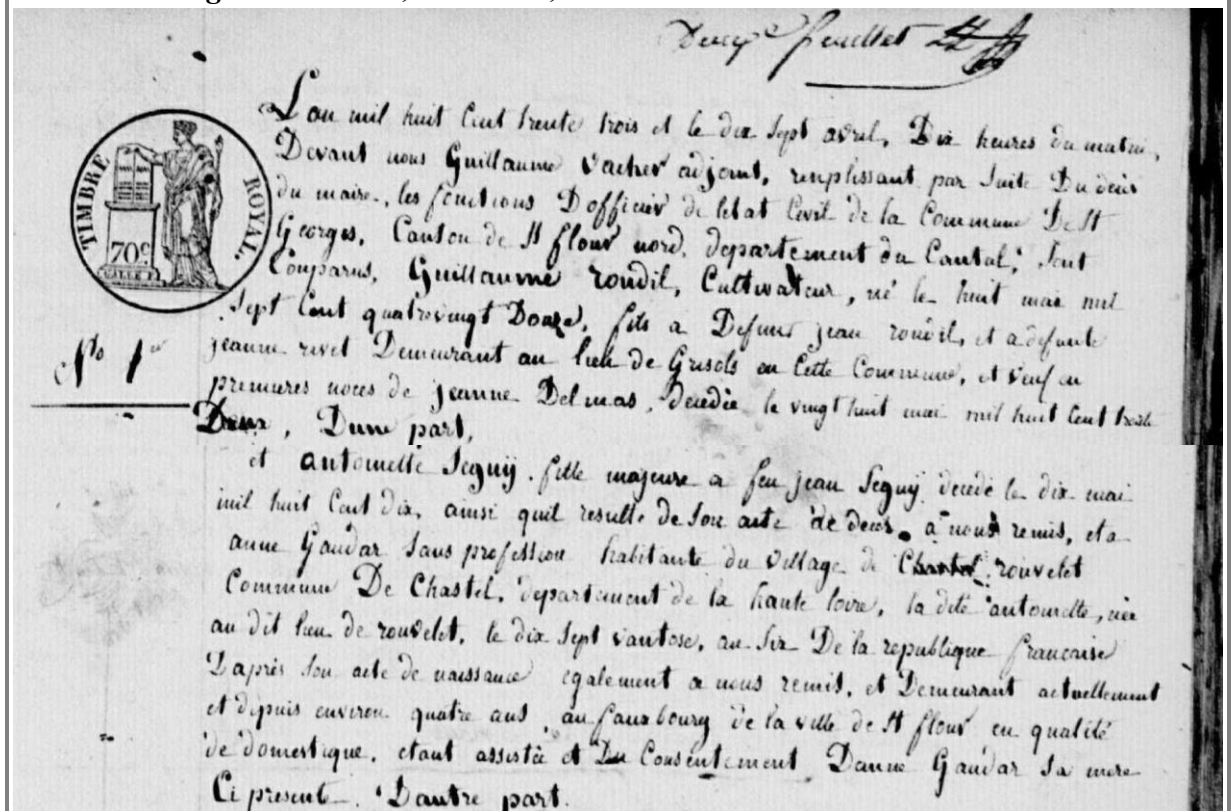 Deuxe feuillet
TIMBRE ROYAL.
70c
L'an mil huit Cent trente trois et le dix Sept avril, Dix heures du matin,
Devant nous Guillaume Vacher adjoint, remplissant par Suite Du deces
du maire, les fonctions D officier de letat Civil de la Commune De St
Georges, Canton de St flour nord, departement du Cantal, Sont
Comparus, Guillaume roudil, Cultivateur, né le huit mai mil
Sept Cent quatrevingt Douze, fils a Defunt jean roudil, et a defunte
No 1er
jeanne rivet Demeurant au lieu de Grisols en Cette Commune, et Veuf en
premieres noces de jeanne Delmas, decedée le vingt huit mai mil huit Cent trente
Deux, Dune part,
et antoinette Seguy, fille majeure a feu jean Seguy decedé le dix mai
mil huit Cent dix, ainsi quil resulte de Son acte de deces, a nous remis, et a
anne Gaudar Sans profession habitante du village de rouvelet
Commune De Chastel, departement de la haute loire, la dite antoinette, née
au dit lieu de rouvelet, le dix Sept vantose, an Six De la republique francaise
D'après Son acte de naissance egalement a nous remis, et Demeurant actuellement
et depuis environ quatre ans, au fauxbourg de la ville de St flour en qualité
de domestique, etant assistée et Du Consentement Danne Gaudar Sa mere
Ci presente. Dautre part.